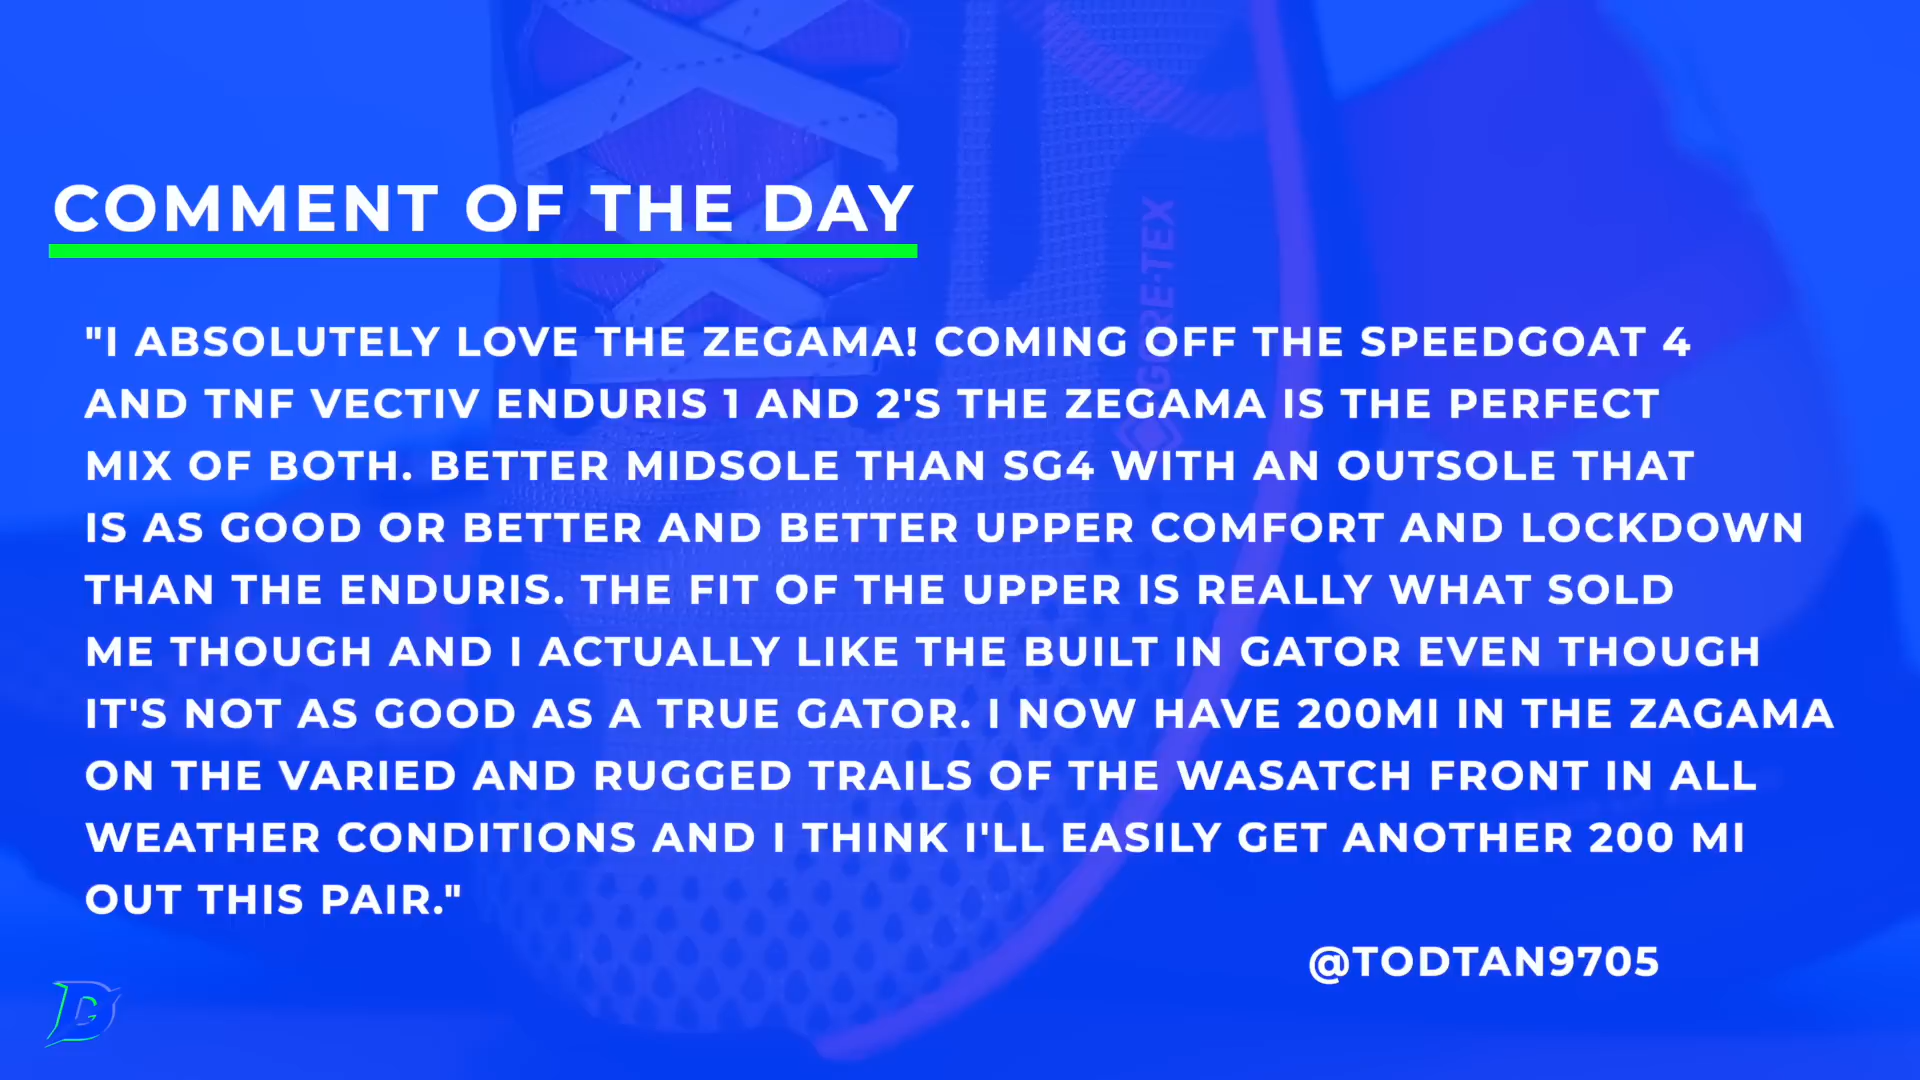 COMMENT OF THE DAY
"I ABSOLUTELY LOVE THE ZEGAMA! COMING OFF THE SPEEDGOAT 4
AND TNF VECTIV ENDURIS 1 AND 2'S THE ZEGAMA IS THE PERFECT
MIX OF BOTH. BETTER MIDSOLE THAN SG4 WITH AN OUTSOLE THAT
IS AS GOOD OR BETTER AND BETTER UPPER COMFORT AND LOCKDOWN
THAN THE ENDURIS. THE FIT OF THE UPPER IS REALLY WHAT SOLD
ME THOUGH AND I ACTUALLY LIKE THE BUILT IN GATOR EVEN THOUGH
IT'S NOT AS GOOD AS A TRUE GATOR. I NOW HAVE 200MI IN THE ZAGAMA
ON THE VARIED AND RUGGED TRAILS OF THE WASATCH FRONT IN ALL
WEATHER CONDITIONS AND I THINK I'LL EASILY GET ANOTHER 200 MI
OUT THIS PAIR."
@TODTAN9705
GORE-TEX
DG